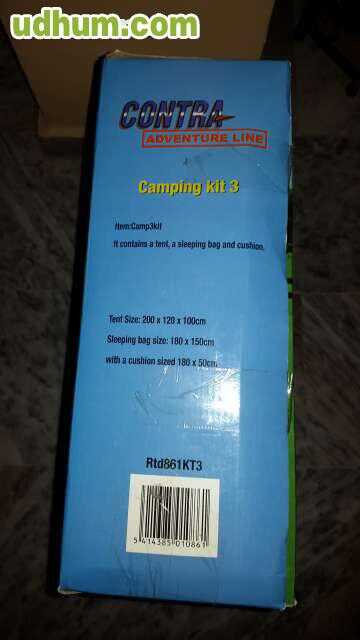 udhum.com
CONTRA
ADVENTURE LINE
Camping kit 3
Item:Camp3kit
It contains a tent, a sleeping bag and cushion.
Tent Size: 200 x 120 x 100cm
Sleeping bag size: 180 x 150cm
with a cushion sized 180 x 50cm
Rtd861KT3
5 414385 010861